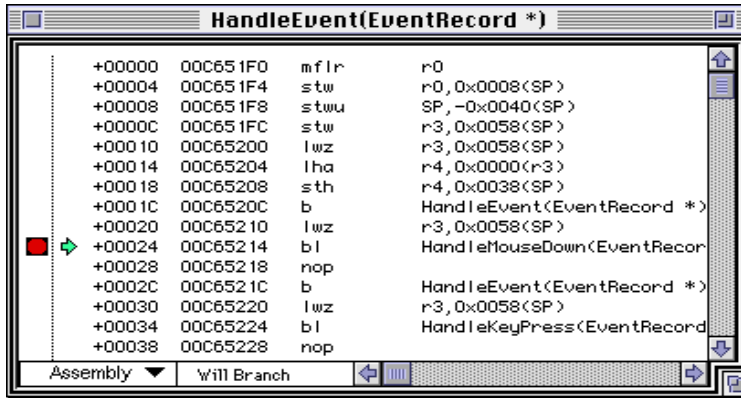 HandleEvent(EventRecord *)
+00000 00C651F0 mflr r0
+00004 00C651F4 stw r0,0x0008(SP)
+00008 00C651F8 stwu SP,-0x0040(SP)
+0000C 00C651FC stw r3,0x0058(SP)
+00010 00C65200 lwz r3,0x0058(SP)
+00014 00C65204 lha r4,0x0000(r3)
+00018 00C65208 sth r4,0x0038(SP)
+0001C 00C6520C b HandleEvent(EventRecord *)
+00020 00C65210 lwz r3,0x0058(SP)
+00024 00C65214 bl HandleMouseDown(EventRecor
+00028 00C65218 nop
+0002C 00C6521C b HandleEvent(EventRecord *)
+00030 00C65220 lwz r3,0x0058(SP)
+00034 00C65224 bl HandleKeyPress(EventRecord
+00038 00C65228 nop
Assembly Will Branch